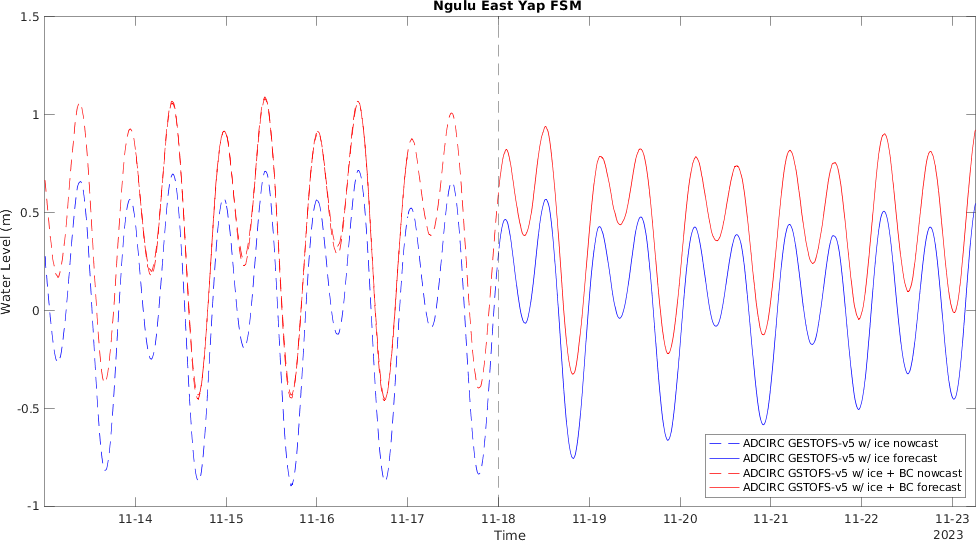 Ngulu East Yap FSM
Water Level (m)
1.5
1
0.5
0
-0.5
-1
11-14
11-15
11-16
11-17
11-18
11-19
11-20
11-21
11-22
11-23
2023
Time
ADCIRC GESTOFS-v5 w/ ice nowcast
ADCIRC GESTOFS-v5 w/ ice forecast
ADCIRC GSTOFS-v5 w/ ice + BC nowcast
ADCIRC GSTOFS-v5 w/ ice + BC forecast